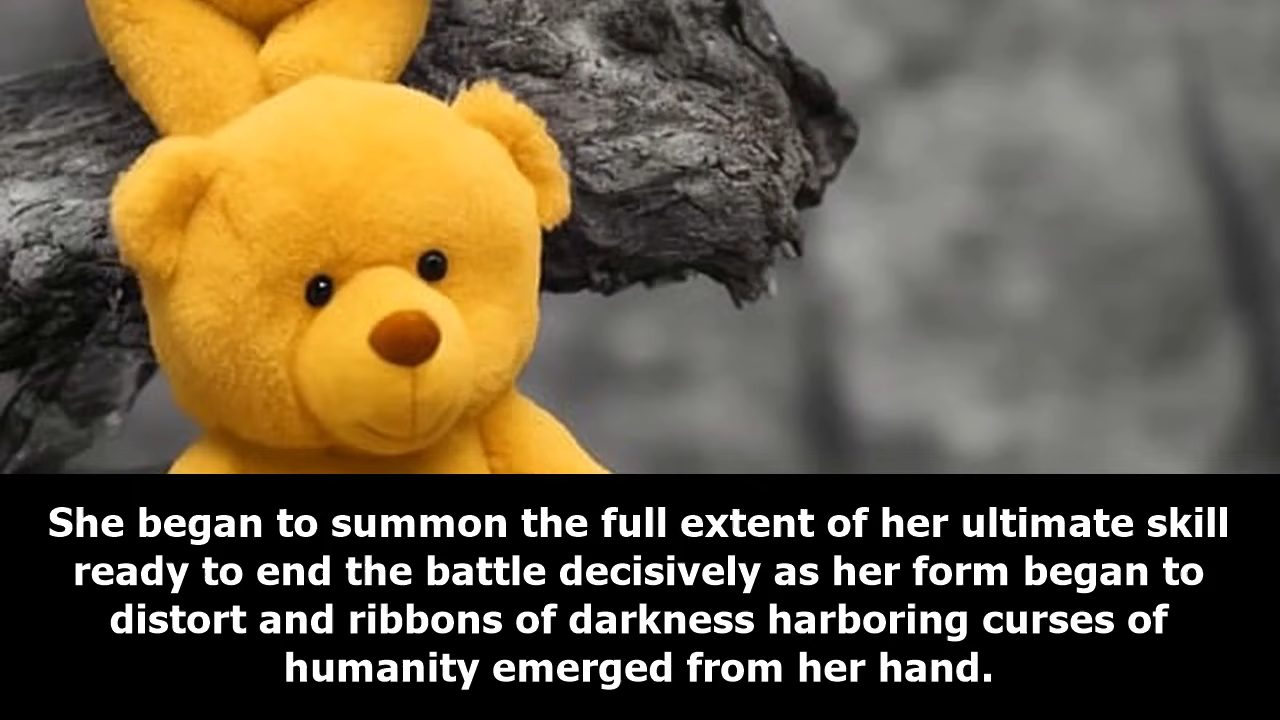 She began to summon the full extent of her ultimate skill
ready to end the battle decisively as her form began to
distort and ribbons of darkness harboring curses of
humanity emerged from her hand.